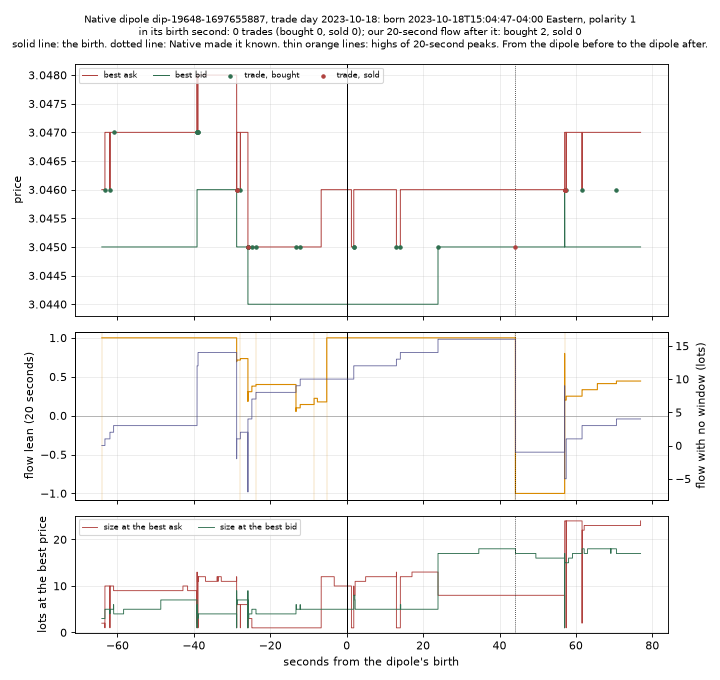 Native dipole dip-19648-1697655887, trade day 2023-10-18: born 2023-10-18T15:04:47-04:00 Eastern, polarity 1
in its birth second: 0 trades (bought 0, sold 0); our 20-second flow after it: bought 2, sold 0
solid line: the birth. dotted line: Native made it known. thin orange lines: highs of 20-second peaks. From the dipole before to the dipole after.
best ask best bid trade, bought trade, sold
3.0480
3.0475
3.0470
3.0465
3.0460
3.0455
3.0450
3.0445
3.0440
price
1.0
0.5
0.0
−0.5
−1.0
flow lean (20 seconds)
15
10
5
0
−5
flow with no window (lots)
size at the best ask size at the best bid
20
10
0
lots at the best price
−60 −40 −20 0 20 40 60 80
seconds from the dipole's birth